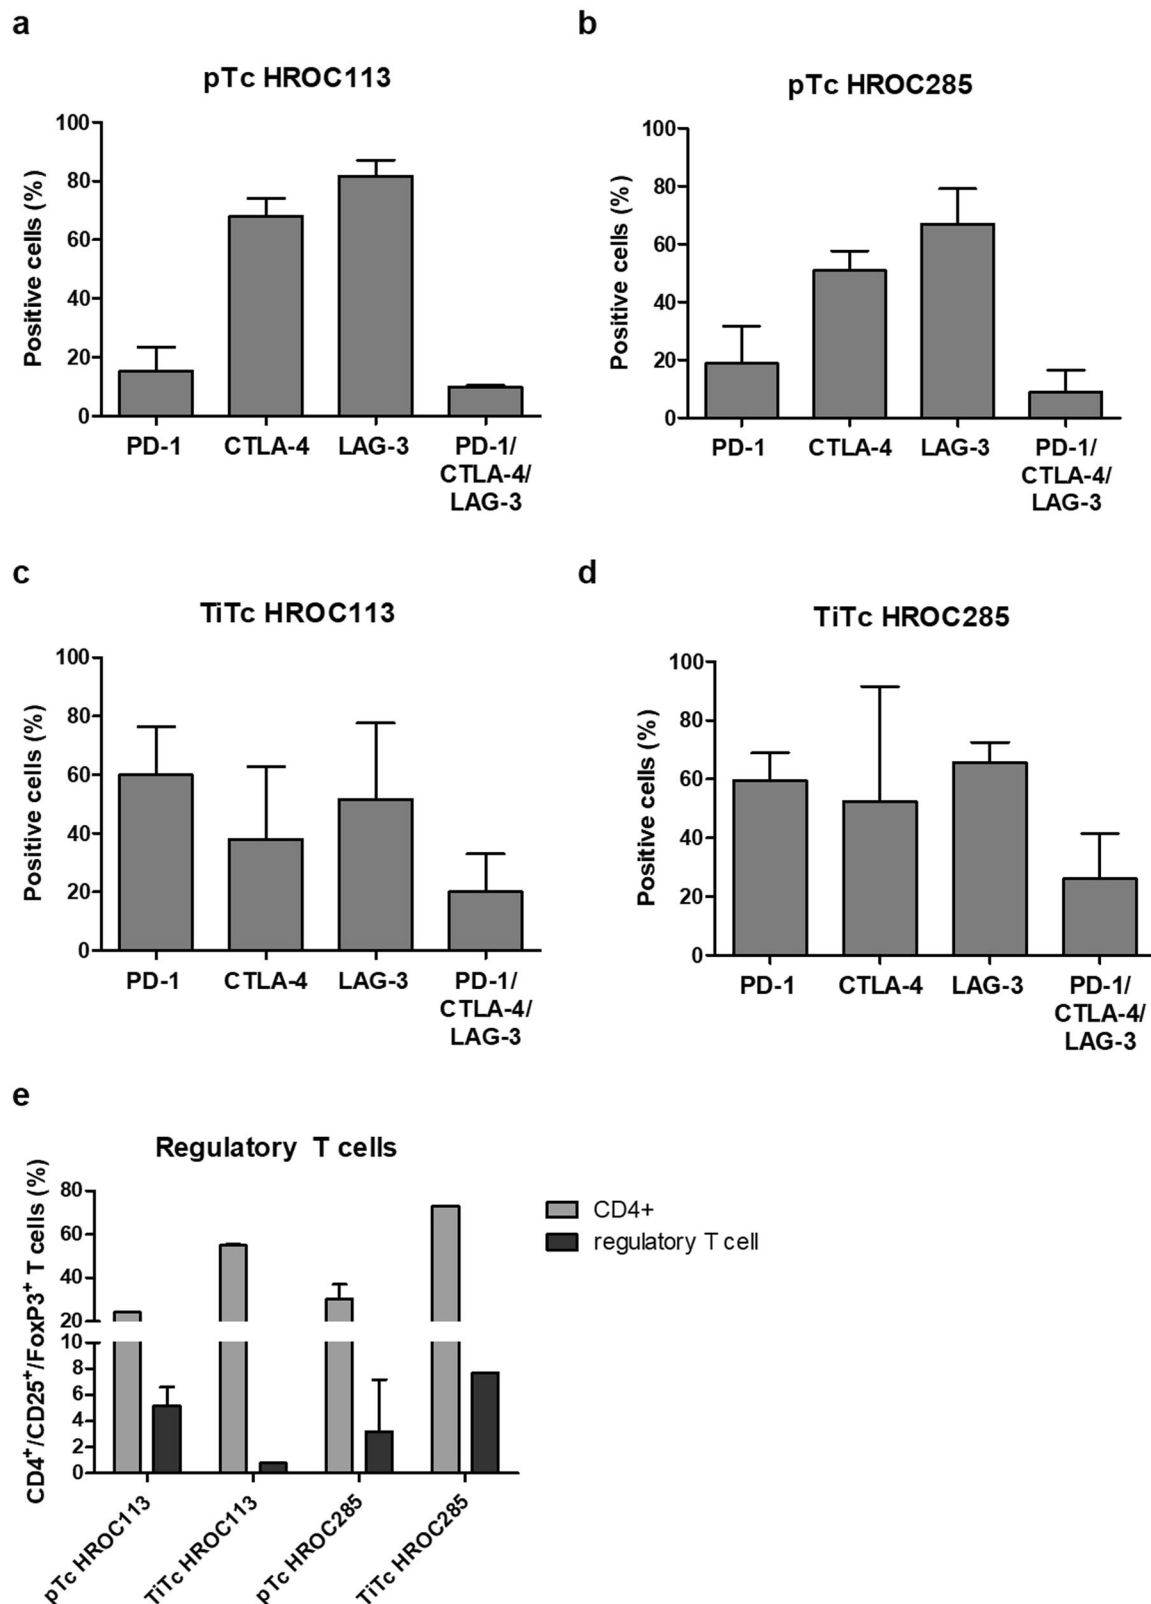 a
pTc HROC113
Positive cells (%)
100
80
60
40
20
0
PD-1
CTLA-4
LAG-3
PD-1/
CTLA-4/
LAG-3
b
pTc HROC285
Positive cells (%)
100
80
60
40
20
0
PD-1
CTLA-4
LAG-3
PD-1/
CTLA-4/
LAG-3
c
TiTc HROC113
Positive cells (%)
100
80
60
40
20
0
PD-1
CTLA-4
LAG-3
PD-1/
CTLA-4/
LAG-3
d
TiTc HROC285
Positive cells (%)
100
80
60
40
20
0
PD-1
CTLA-4
LAG-3
PD-1/
CTLA-4/
LAG-3
e
Regulatory T cells
CD4⁺/CD25⁺/FoxP3⁺ T cells (%)
80
60
40
20
10
8
6
4
2
0
pTc HROC113
TiTc HROC113
pTc HROC285
TiTc HROC285
CD4+
regulatory T cell